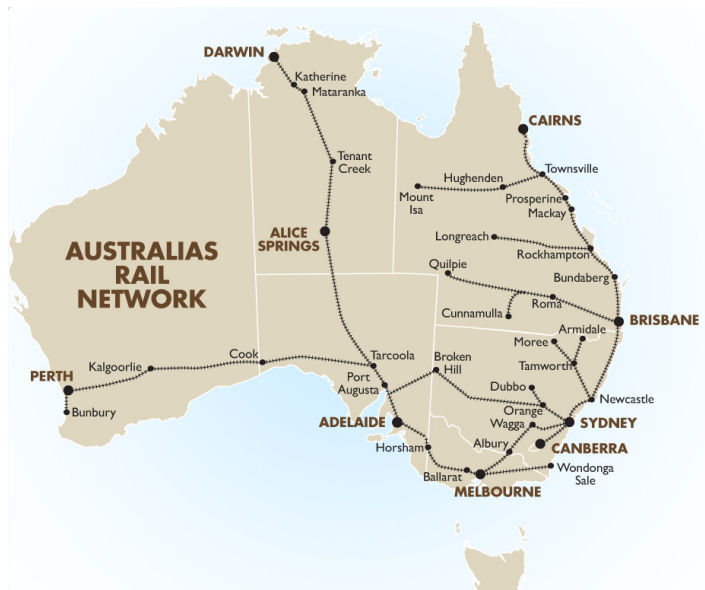 DARWIN
Katherine
Mataranka
CAIRNS
Tenant
Creek
Townsville
Hughenden
Mount
Isa
Prosperine
Mackay
ALICE
SPRINGS
Longreach
Rockhampton
AUSTRALIAS
RAIL
NETWORK
Quilpie
Bundaberg
Roma
Cunnamulla
BRISBANE
Armidale
Moree
Cook
Tarcoola
Broken
Hill
Kalgoorlie
Tamworth
PERTH
Port
Augusta
Dubbo
Newcastle
Bunbury
Orange
ADELAIDE
Wagga
SYDNEY
Horsham
Albury
CANBERRA
Ballarat
Wondonga
Sale
MELBOURNE